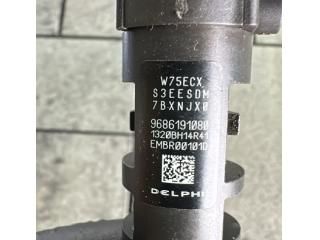 W75ECX
S3EESDM
7BXNJX0
9686191080
1320BH14R41
EMBR00101D
DELPHI